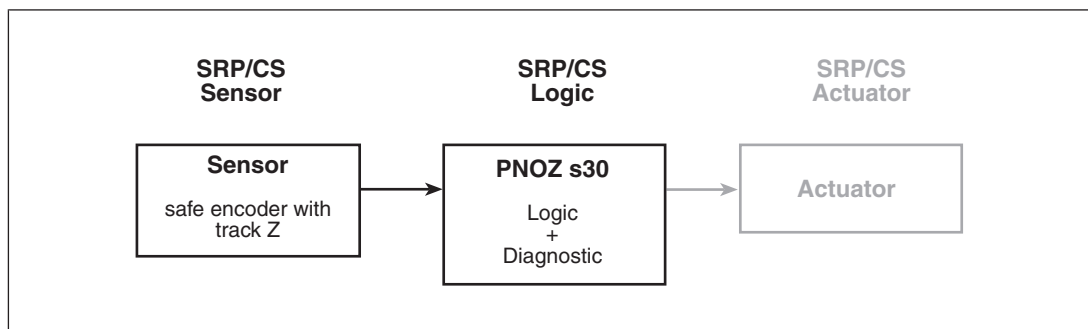 SRP/CS
Sensor
SRP/CS
Logic
SRP/CS
Actuator
Sensor
safe encoder with
track Z
PNOZ s30
Logic
+
Diagnostic
Actuator